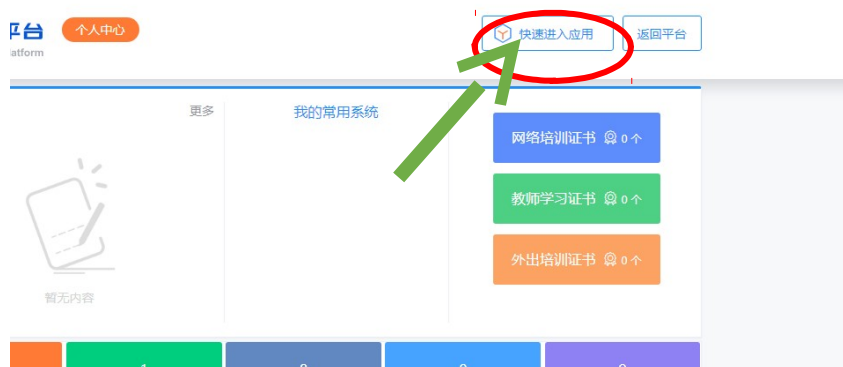 平台
个人中心
快速进入应用
返回平台
latform
更多
我的常用系统
网络培训证书 0 个
教师学习证书 0 个
外出培训证书 0 个
暂无内容